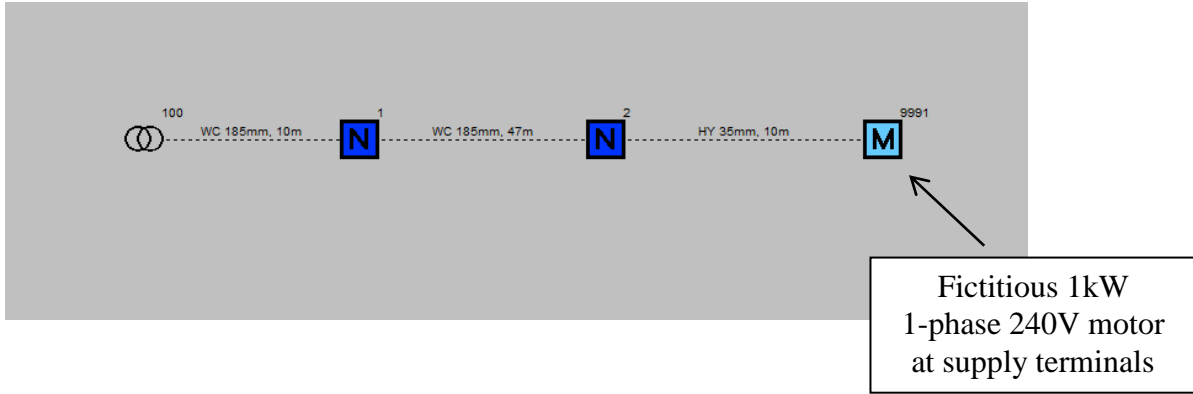 100
1
2
9991
WC 185mm, 10m
N
WC 185mm, 47m
N
HY 35mm, 10m
M
Fictitious 1kW
1-phase 240V motor
at supply terminals